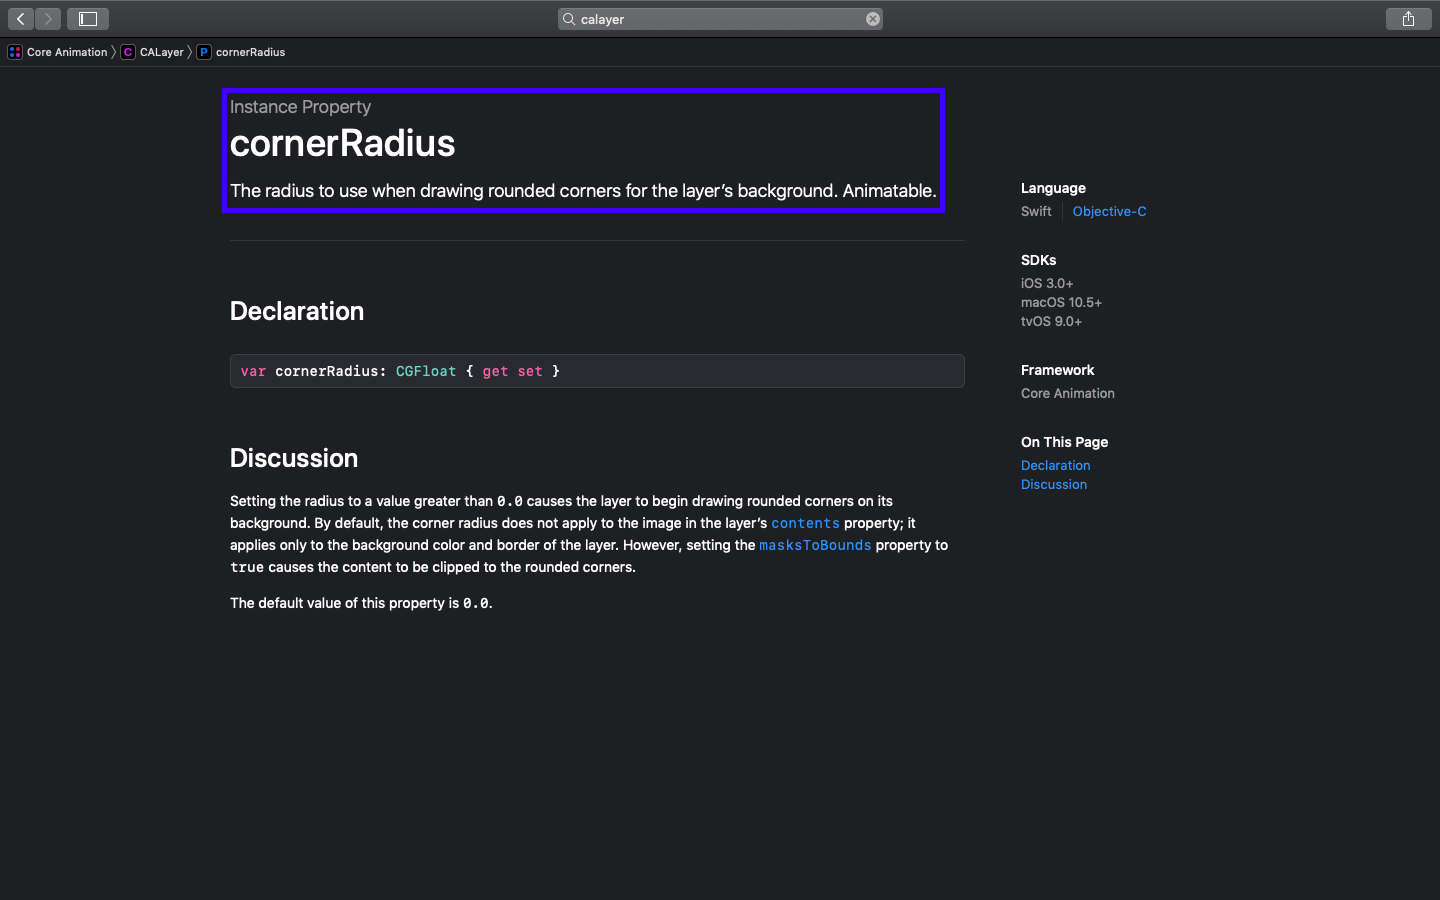 calayer
Core Animation
C
CALayer
P
cornerRadius
Instance Property
cornerRadius
The radius to use when drawing rounded corners for the layer’s background. Animatable.
Declaration
var cornerRadius: CGFloat { get set }
Discussion
Setting the radius to a value greater than 0.0 causes the layer to begin drawing rounded corners on its
background. By default, the corner radius does not apply to the image in the layer’s contents property; it
applies only to the background color and border of the layer. However, setting the masksToBounds property to
true causes the content to be clipped to the rounded corners.
The default value of this property is 0.0.
Language
Swift Objective-C
SDKs
iOS 3.0+
macOS 10.5+
tvOS 9.0+
Framework
Core Animation
On This Page
Declaration
Discussion